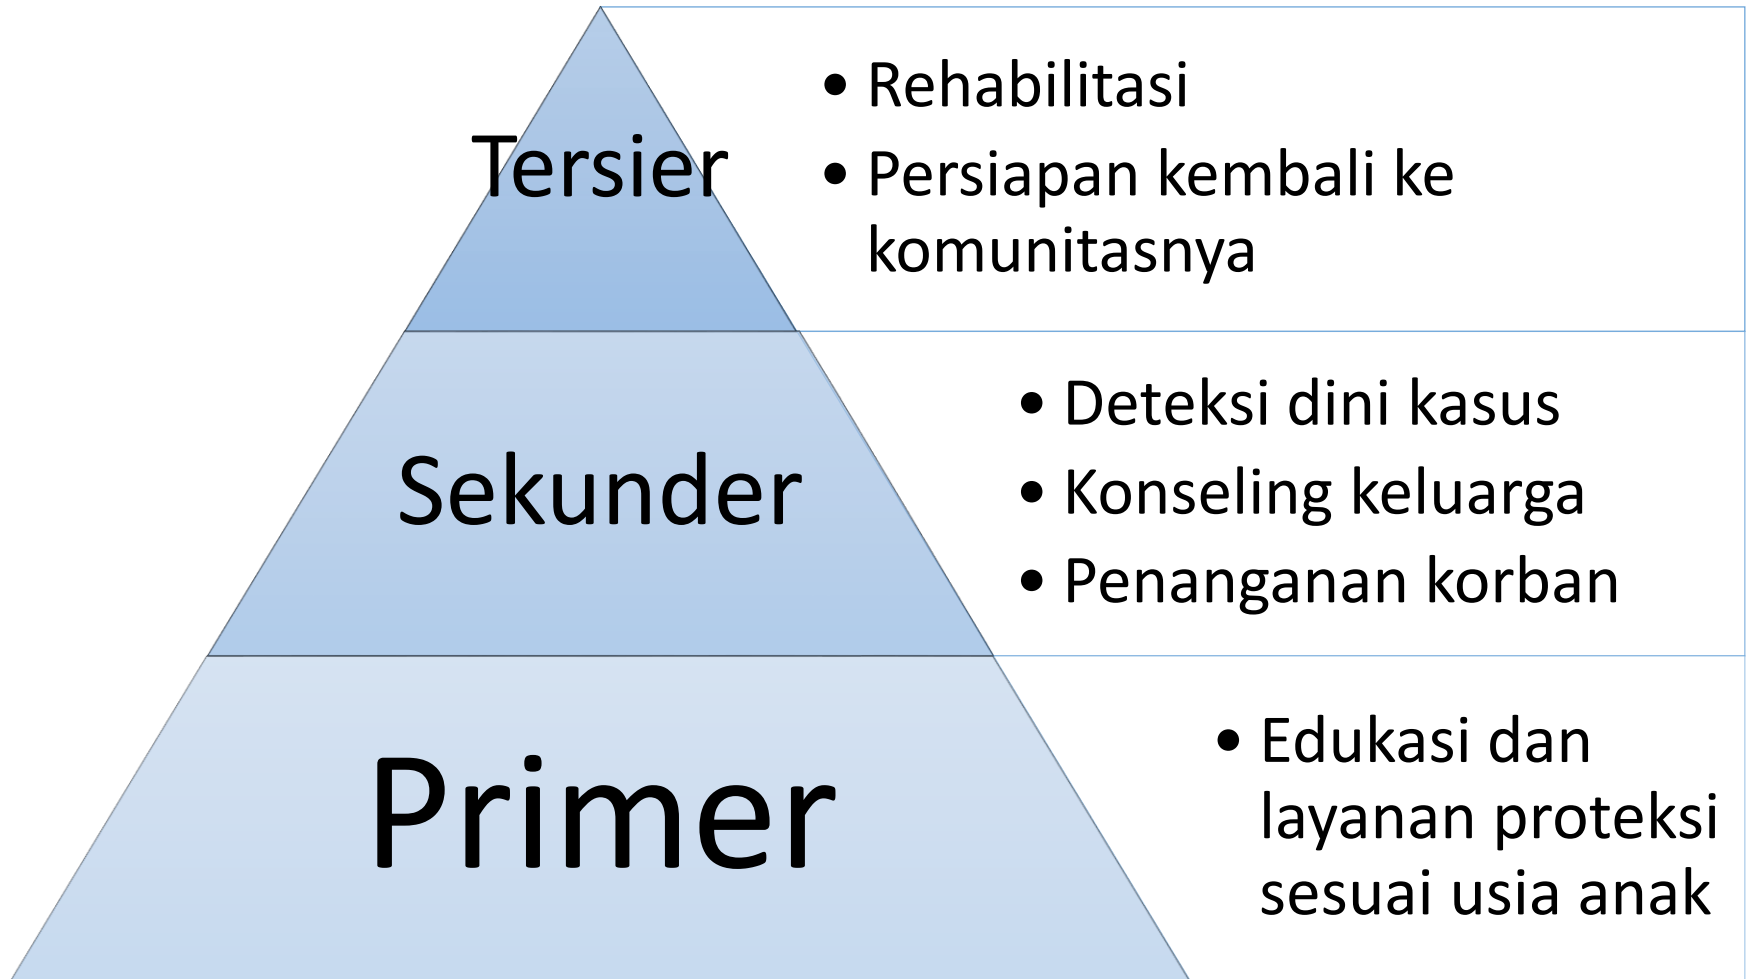 Tersier
• Rehabilitasi
• Persiapan kembali ke
komunitasnya
Sekunder
• Deteksi dini kasus
• Konseling keluarga
• Penanganan korban
Primer
• Edukasi dan
layanan proteksi
sesuai usia anak